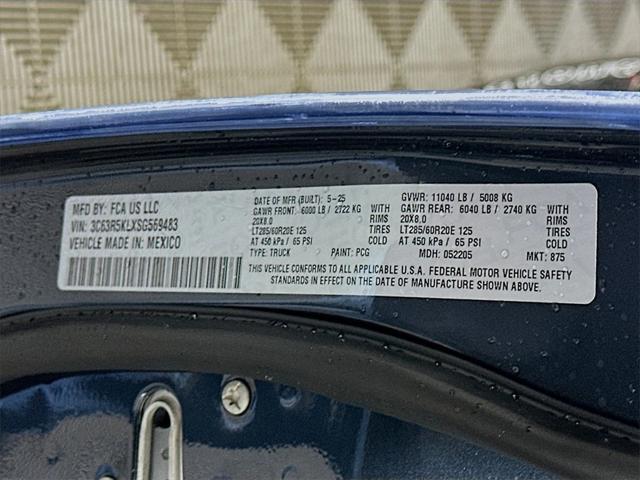 MFD BY: FCA US LLC
VIN: 3C63R5KLXSG569483
VEHICLE MADE IN: MEXICO
DATE OF MFR (BUILT): 5-25
GAWR FRONT: 6000 LB / 2722 KG WITH
20X8.0 RIMS
LT285/60R20E 125 TIRES
AT 450 kPa / 65 PSI COLD
TYPE: TRUCK PAINT: PCG
GVWR: 11040 LB / 5008 KG
GAWR REAR: 6040 LB / 2740 KG WITH
20X8.0 RIMS
LT285/60R20E 125 TIRES
AT 450 kPa / 65 PSI COLD
MDH: 052205 MKT: 875
THIS VEHICLE CONFORMS TO ALL APPLICABLE U.S.A. FEDERAL MOTOR VEHICLE SAFETY
STANDARDS IN EFFECT ON THE DATE OF MANUFACTURE SHOWN ABOVE.